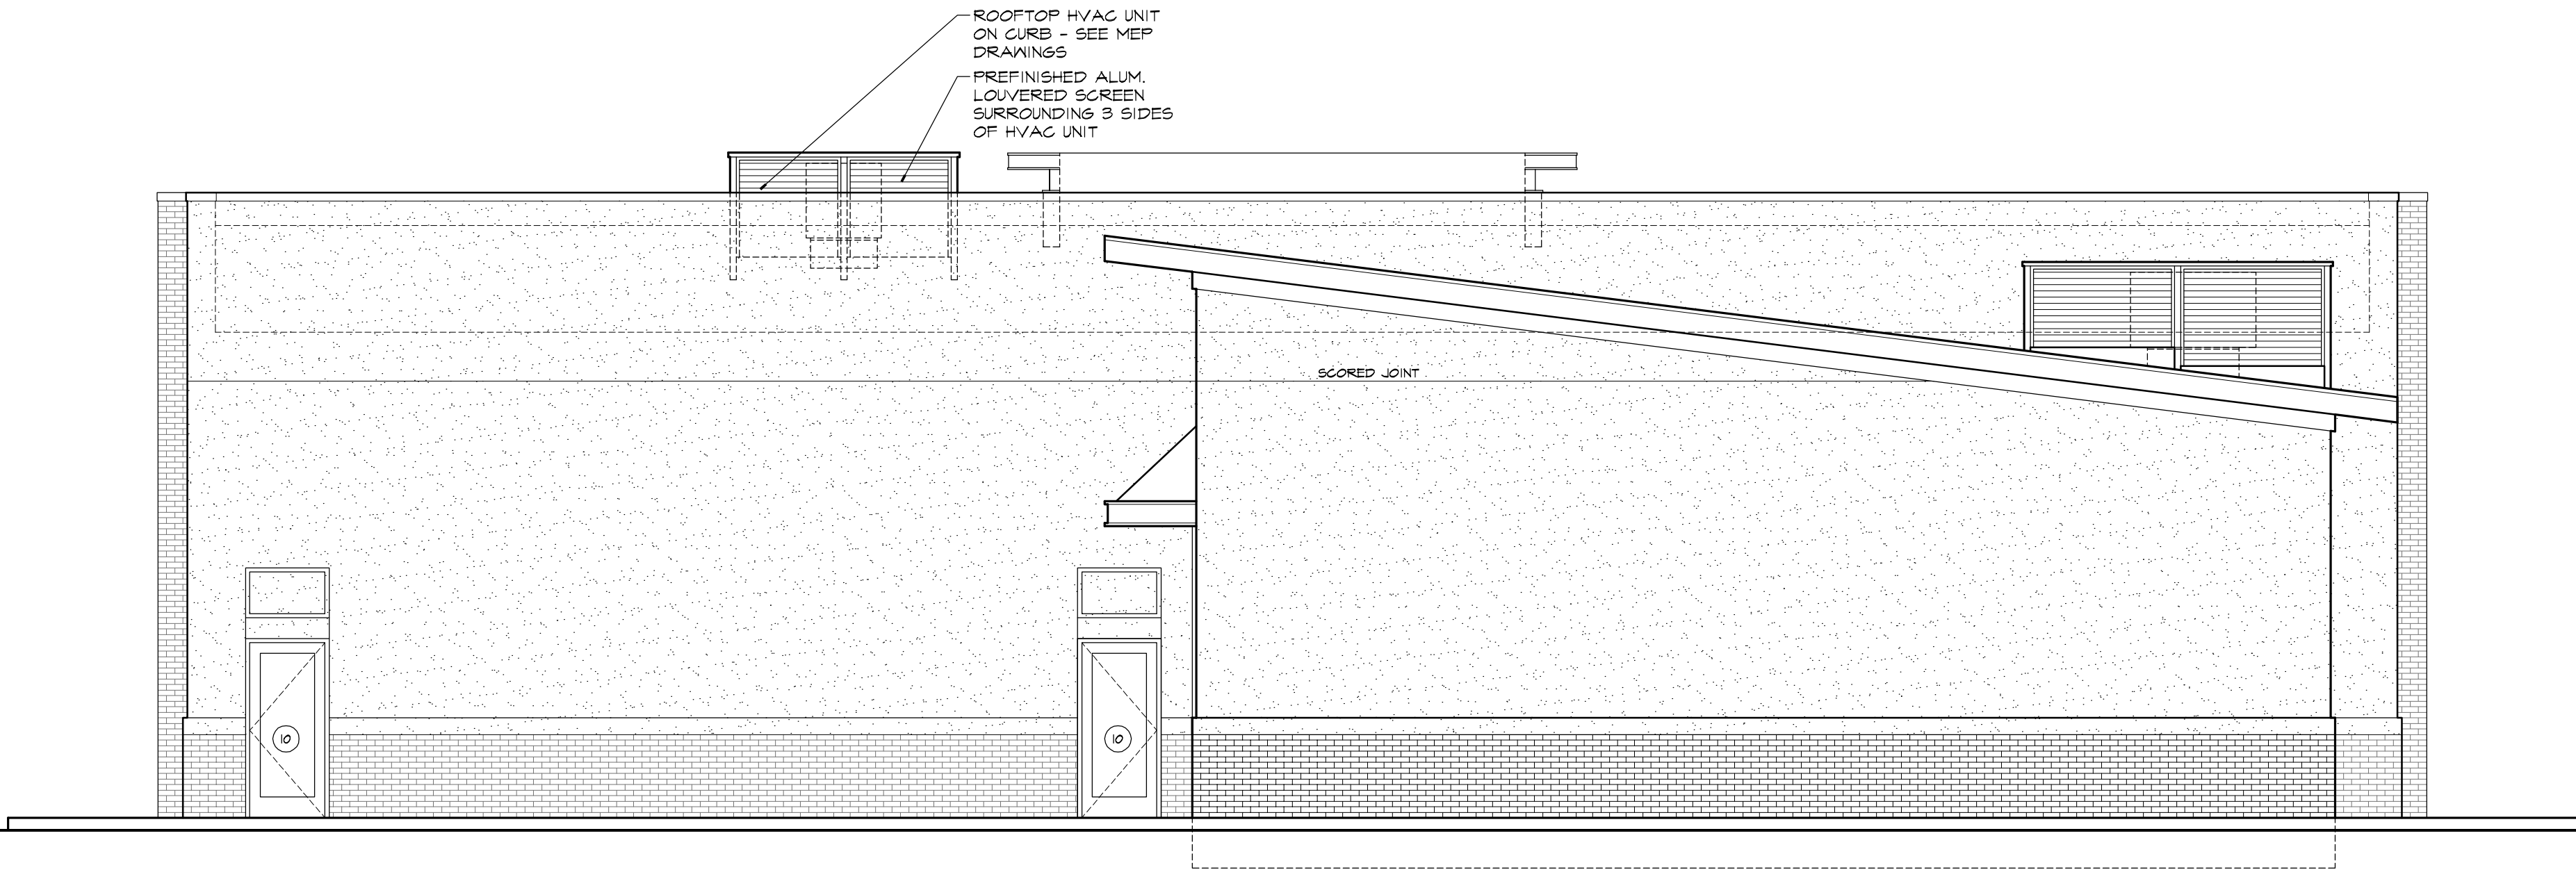 ROOFTOP HVAC UNIT
ON CURB - SEE MEP
DRAWINGS
PREFINISHED ALUM.
LOUVERED SCREEN
SURROUNDING 3 SIDES
OF HVAC UNIT
SCORED JOINT
10
10